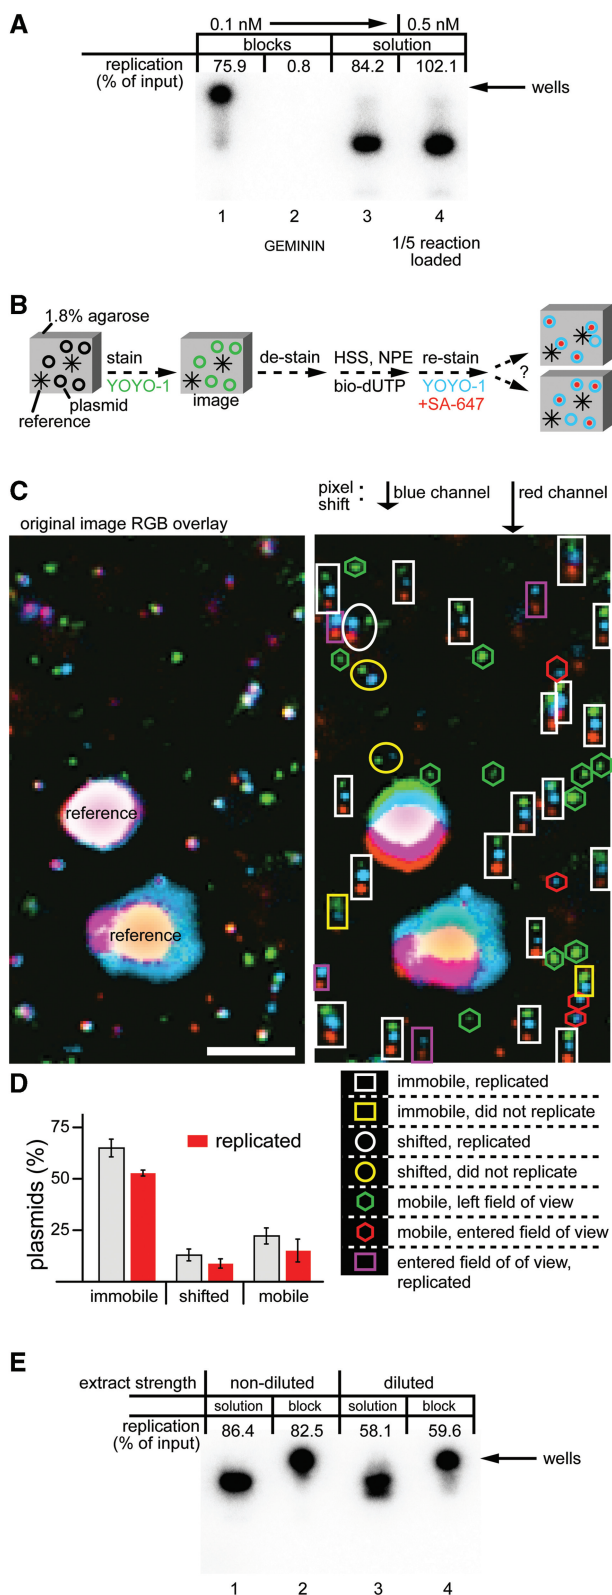 A
0.1 nM
0.5 nM
blocks
solution
replication
(% of input)
75.9
0.8
84.2
102.1
wells
1
2
3
4
GEMININ
1/5 reaction
loaded
B
1.8% agarose
stain
YOYO-1
de-stain
HSS, NPE
bio-dUTP
re-stain
YOYO-1
+SA-647
?
plasmid
reference
image
C
original image RGB overlay
pixel
shift
:
blue channel
red channel
reference
reference
D
75
50
25
plasmids (%)
replicated
immobile
shifted
mobile
immobile, replicated
immobile, did not replicate
shifted, replicated
shifted, did not replicate
mobile, left field of view
mobile, entered field of view
entered field of of view,
replicated
E
extract strength
non-diluted
diluted
solution
block
solution
block
replication
(% of input)
86.4
82.5
58.1
59.6
wells
1
2
3
4